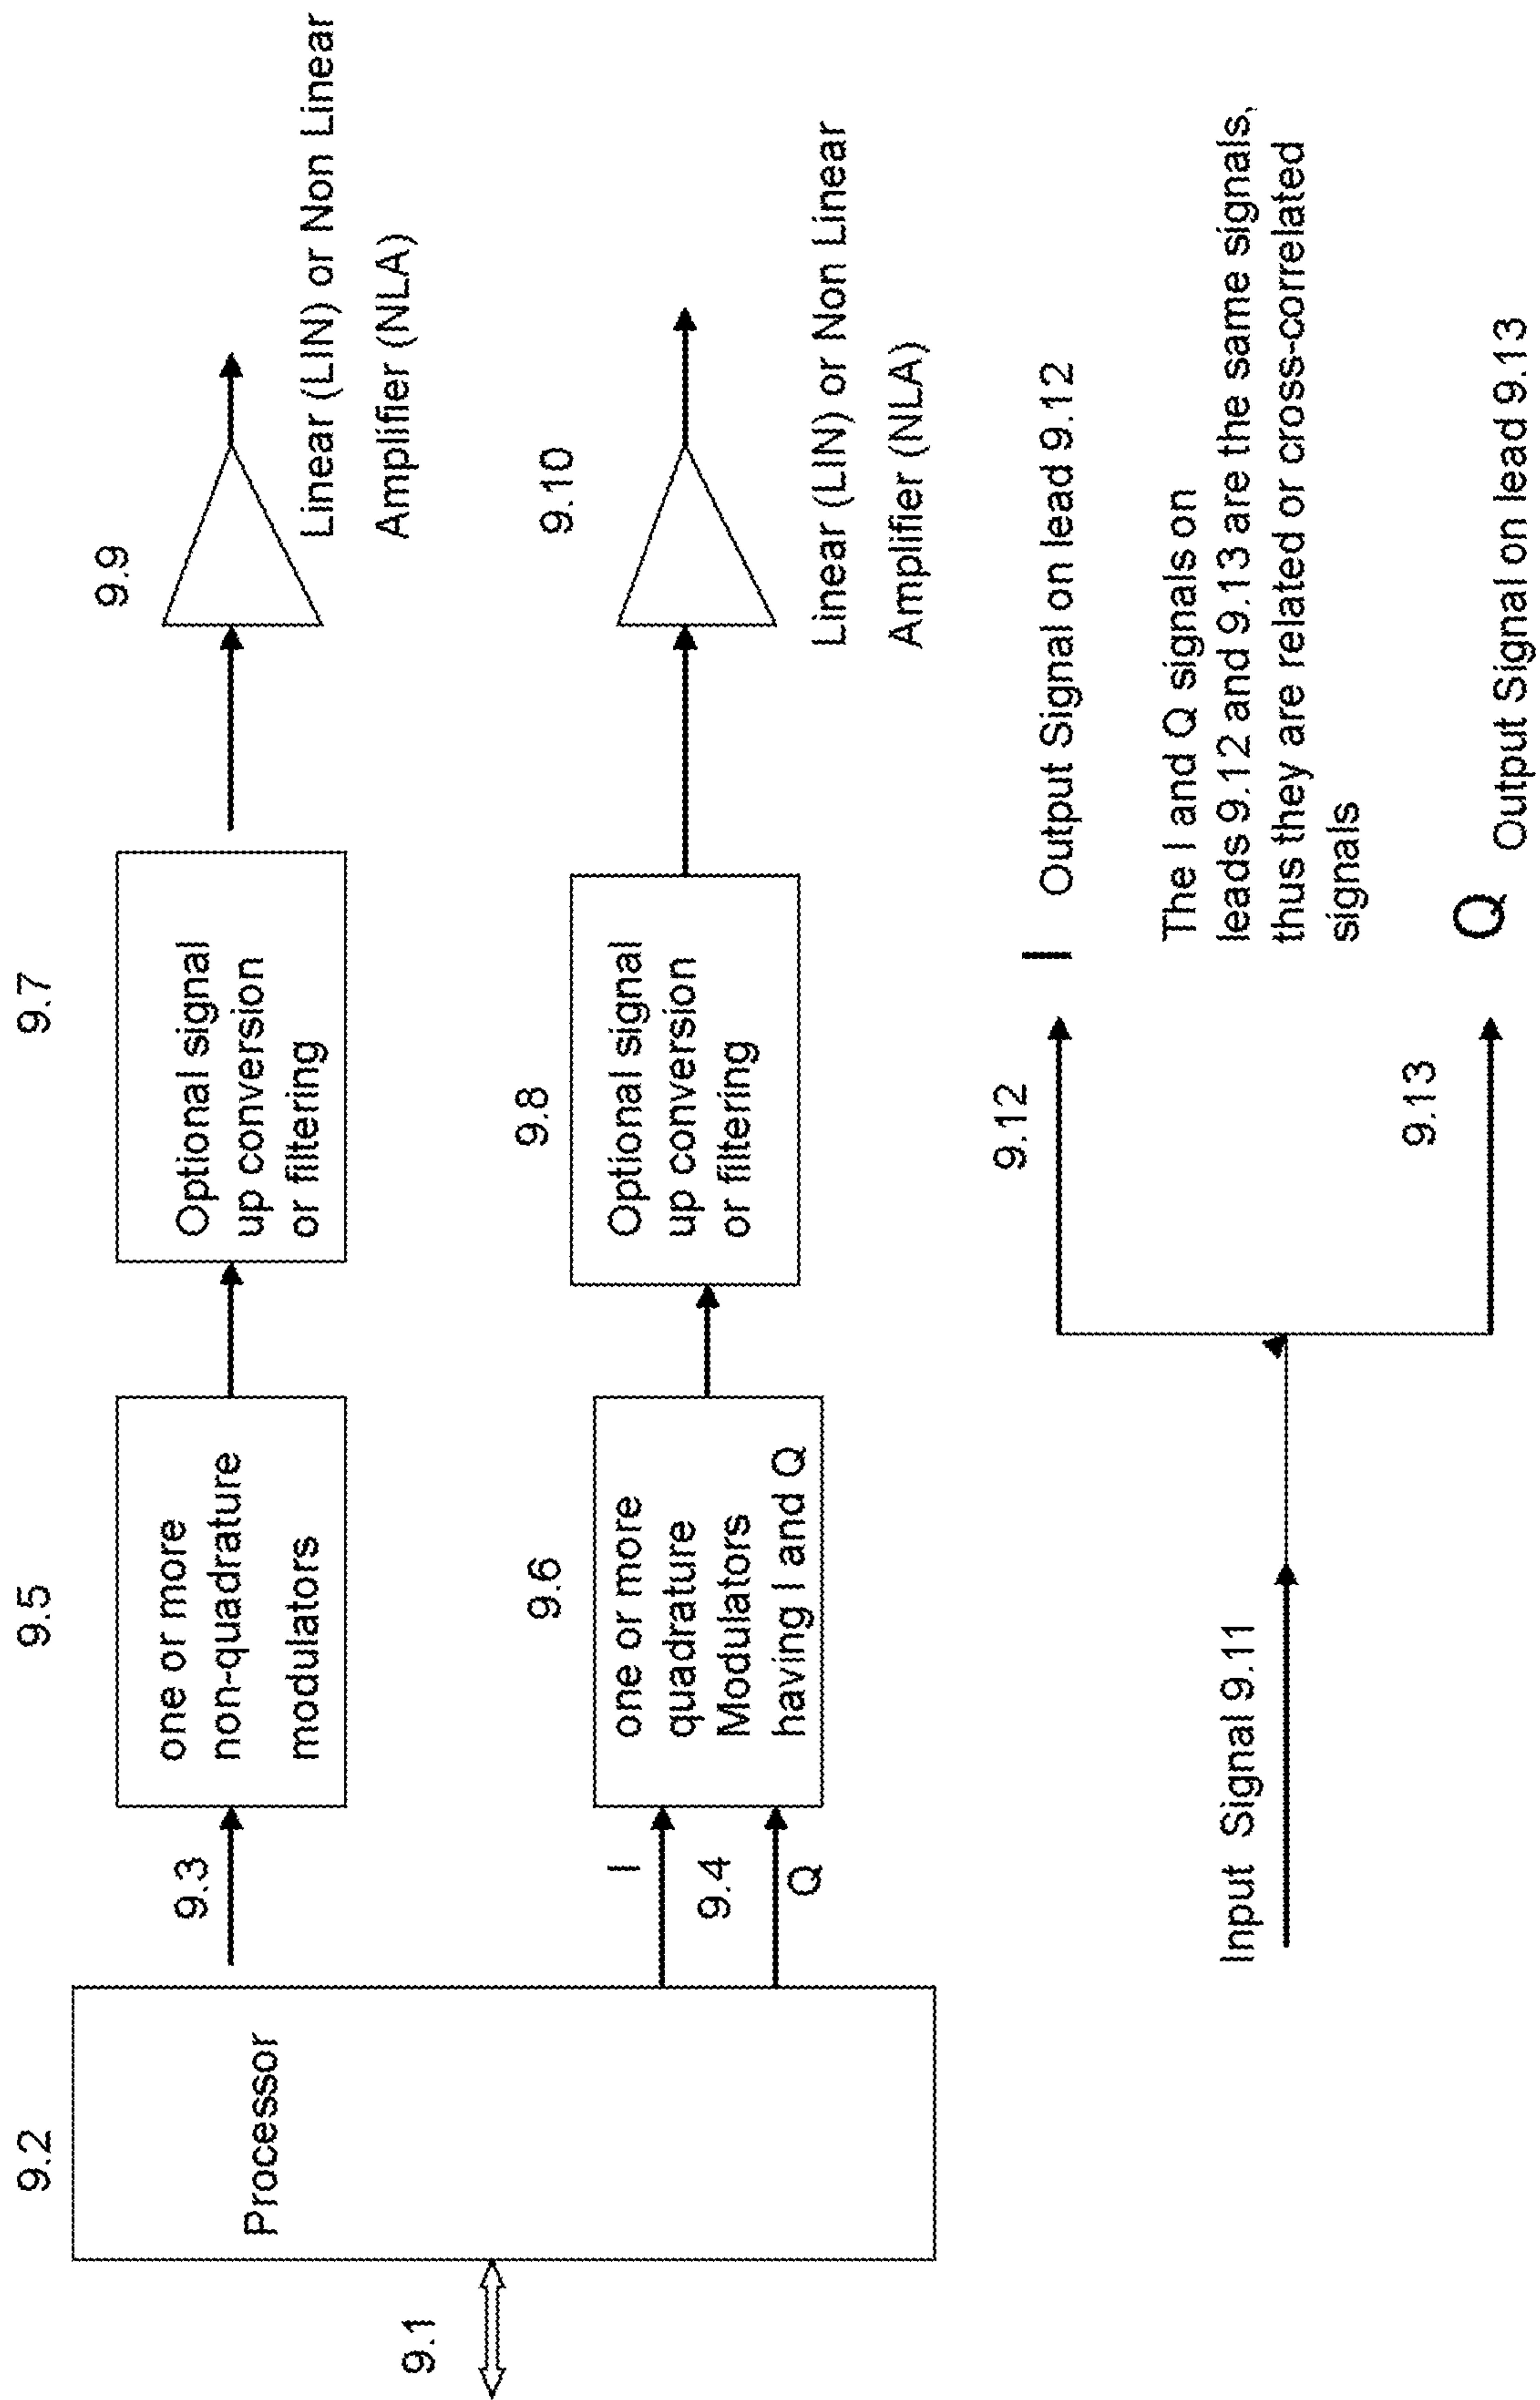 9.1
9.2
Processor
9.3
I
9.4
Q
9.5
one or more
non-quadrature
modulators
9.6
one or more
quadrature
Modulators
having I and Q
9.7
Optional signal
up conversion
or filtering
9.8
Optional signal
up conversion
or filtering
9.9
Linear (LIN) or Non Linear
Amplifier (NLA)
9.10
Linear (LIN) or Non Linear
Amplifier (NLA)
Input Signal 9.11
9.12
I Output Signal on lead 9.12
The I and Q signals on
leads 9.12 and 9.13 are the same signals,
thus they are related or cross-correlated
signals
9.13
Q Output Signal on lead 9.13